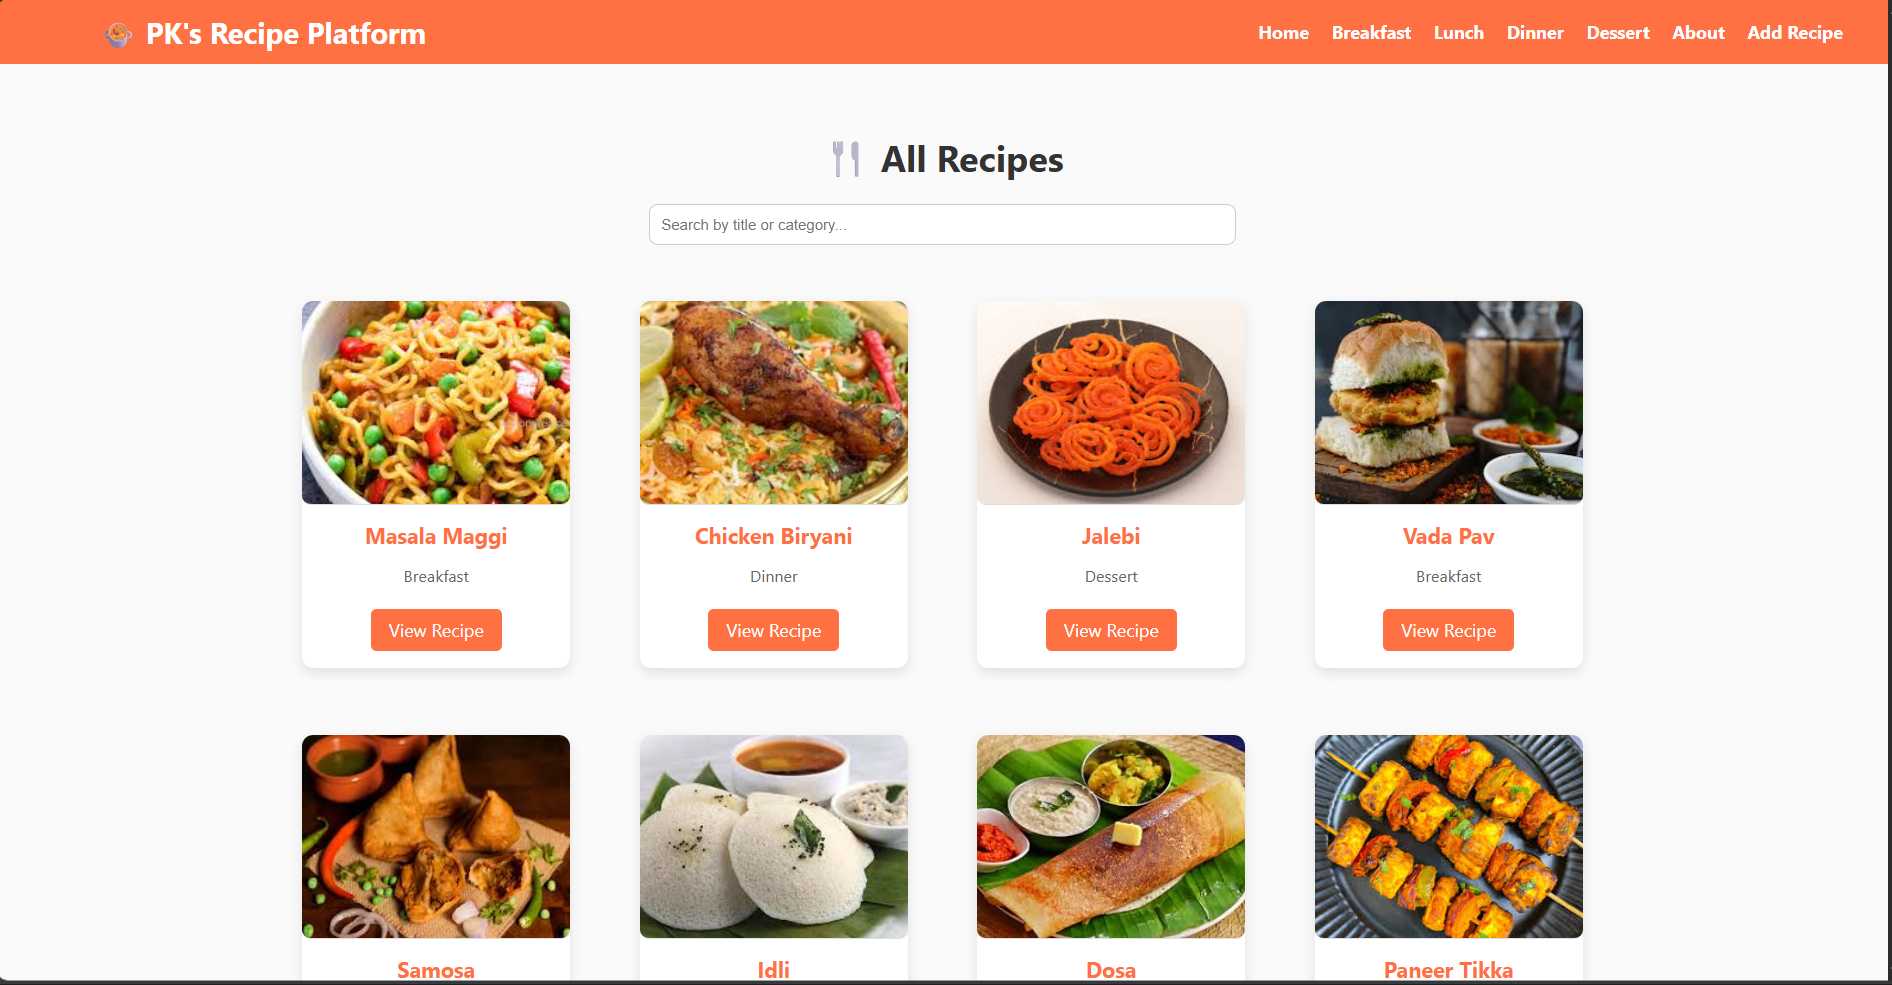 PK's Recipe Platform
Home Breakfast Lunch Dinner Dessert About Add Recipe
All Recipes
Search by title or category...
Masala Maggi
Breakfast
View Recipe
Chicken Biryani
Dinner
View Recipe
Jalebi
Dessert
View Recipe
Vada Pav
Breakfast
View Recipe
Samosa
Idli
Dosa
Paneer Tikka